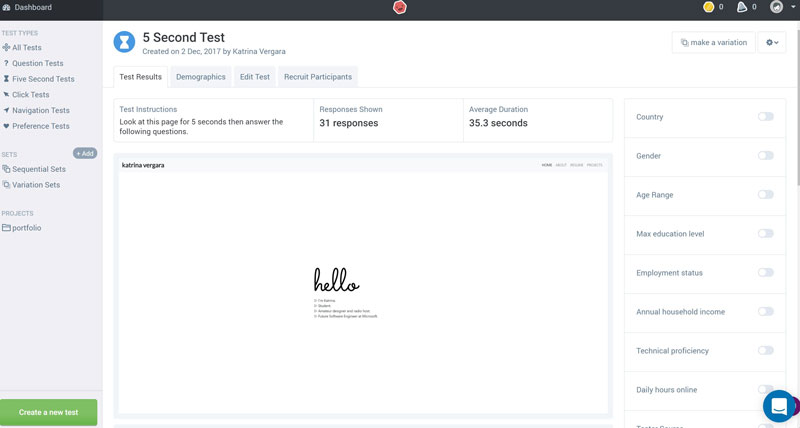 Dashboard
0
0
TEST TYPES
All Tests
Question Tests
Five Second Tests
Click Tests
Navigation Tests
Preference Tests
SETS
+ Add
Sequential Sets
Variation Sets
PROJECTS
portfolio
Create a new test
5 Second Test
Created on 2 Dec, 2017 by Katrina Vergara
make a variation
Test Results
Demographics
Edit Test
Recruit Participants
Test Instructions
Look at this page for 5 seconds then answer the
following questions.
Responses Shown
31 responses
Average Duration
35.3 seconds
katrina vergara
HOME ABOUT RESUME PROJECTS
hello
I'm Katrina
Student
Amateur designer and radio host
Future Software Engineer at Microsoft
Country
Gender
Age Range
Max education level
Employment status
Annual household income
Technical proficiency
Daily hours online